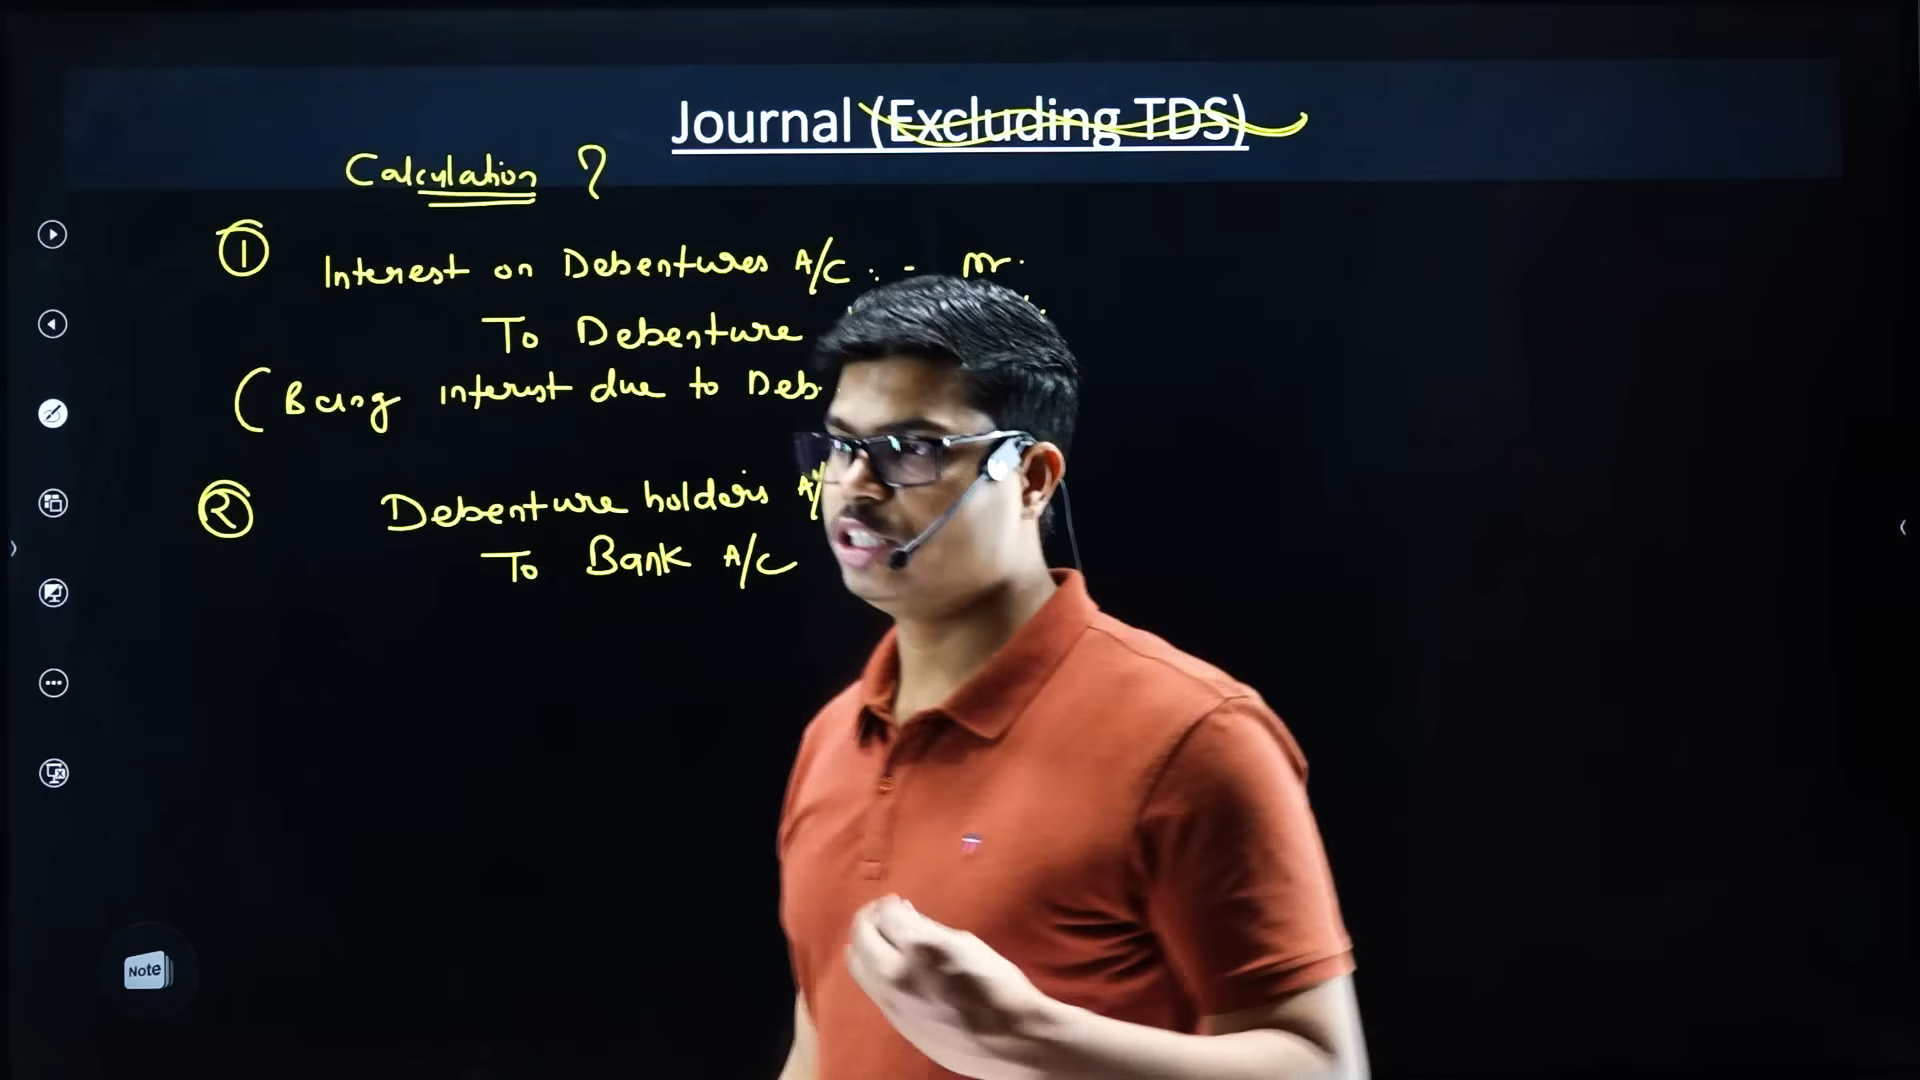 Journal (Excluding TDS)
Calculation ?
1 Interest on Debentures A/C . - Dr.
To Debenture
( Being interest due to Deb.
2 Debenture holders A/
To Bank A/C
Note